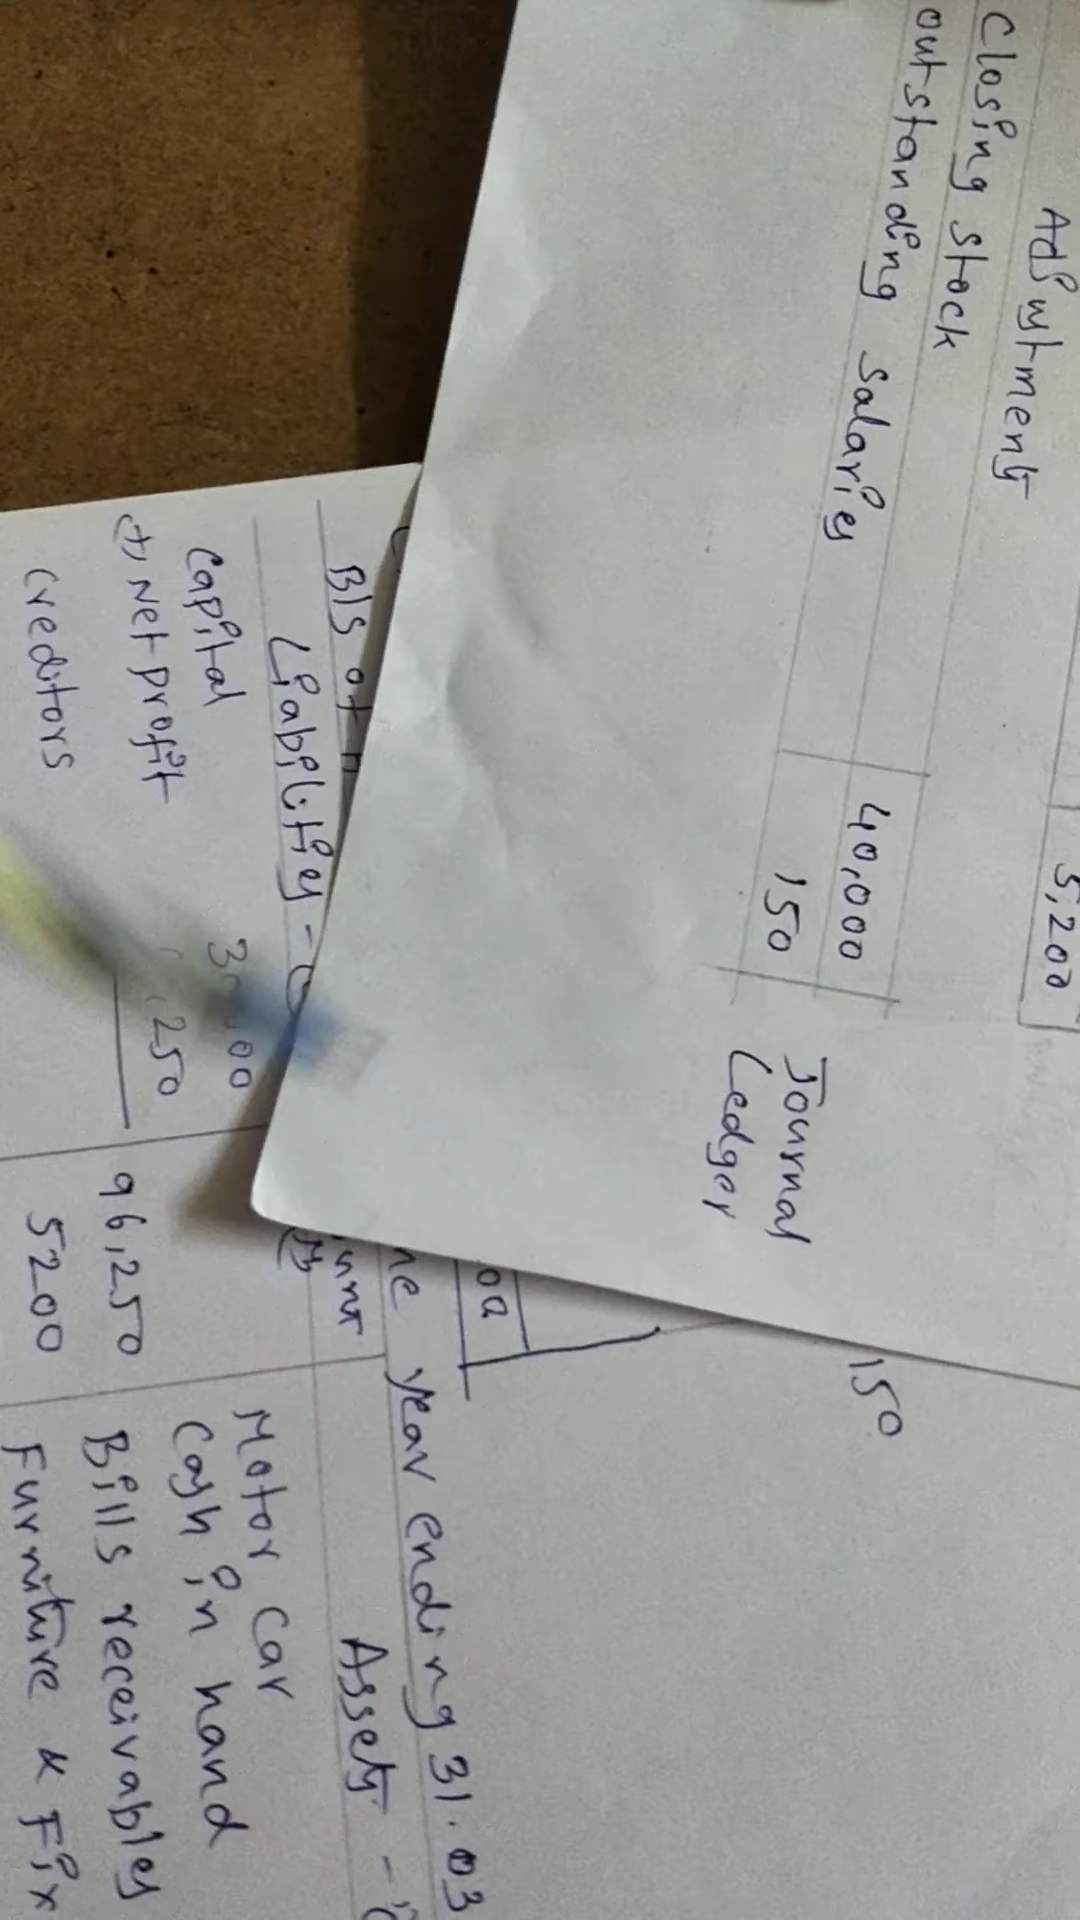 5,200
Adjustments
Closing stock 40,000
outstanding salaries 150
Journal
Ledger
150
00
B/S year ending 31.03
Liabilities - Assets -
Capital Motor Car
(+) Net profit 250 96,250 Cash in hand
Creditors 5200 Bills receivables
Furniture & Fix